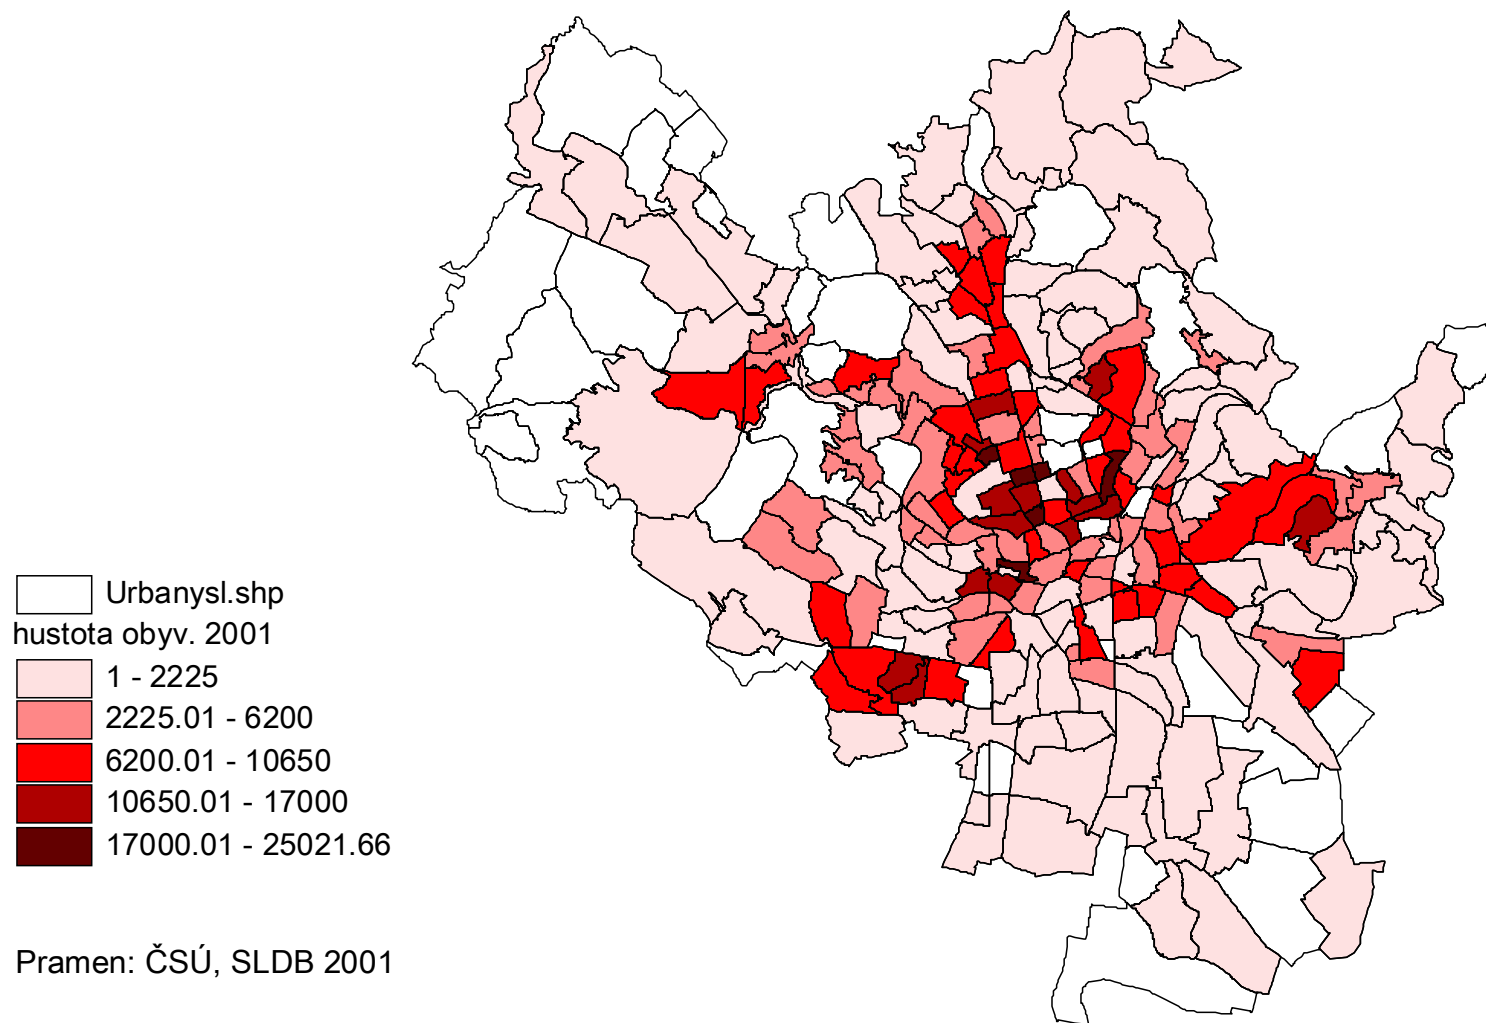 Urbanysl.shp
hustota obyv. 2001
1 - 2225
2225.01 - 6200
6200.01 - 10650
10650.01 - 17000
17000.01 - 25021.66
Pramen: ČSÚ, SLDB 2001